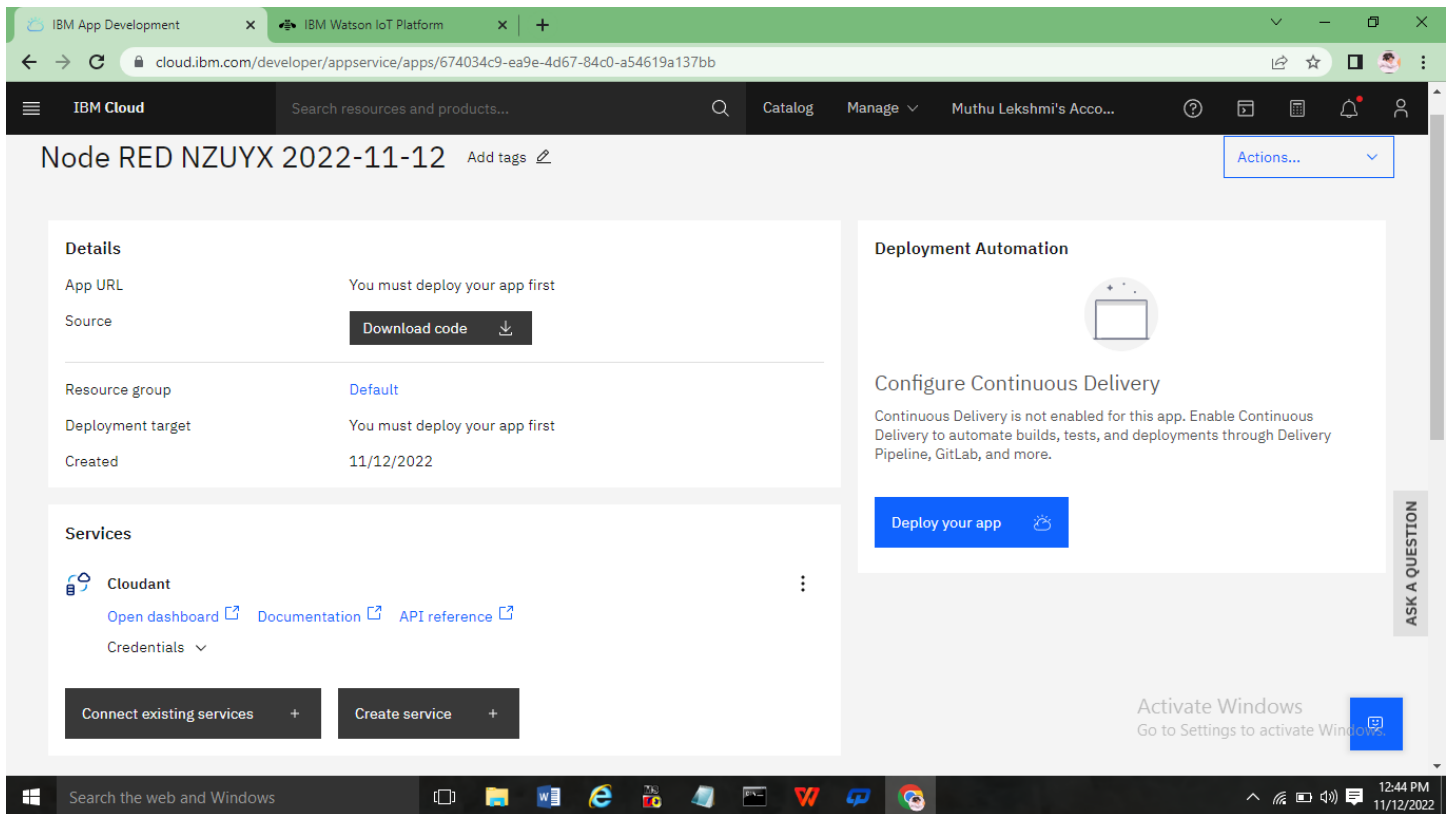 IBM App Development
IBM Watson IoT Platform
cloud.ibm.com/developer/appservice/apps/674034c9-ea9e-4d67-84c0-a54619a137bb
IBM Cloud
Search resources and products...
Catalog
Manage
Muthu Lekshmi's Acco...
Node RED NZUYX 2022-11-12
Add tags
Actions...
Details
App URL
You must deploy your app first
Source
Download code
Resource group
Default
Deployment target
You must deploy your app first
Created
11/12/2022
Deployment Automation
Configure Continuous Delivery
Continuous Delivery is not enabled for this app. Enable Continuous
Delivery to automate builds, tests, and deployments through Delivery
Pipeline, GitLab, and more.
Deploy your app
Services
Cloudant
Open dashboard
Documentation
API reference
Credentials
Connect existing services +
Create service +
ASK A QUESTION
Activate Windows
Go to Settings to activate Windows.
Search the web and Windows
12:44 PM
11/12/2022